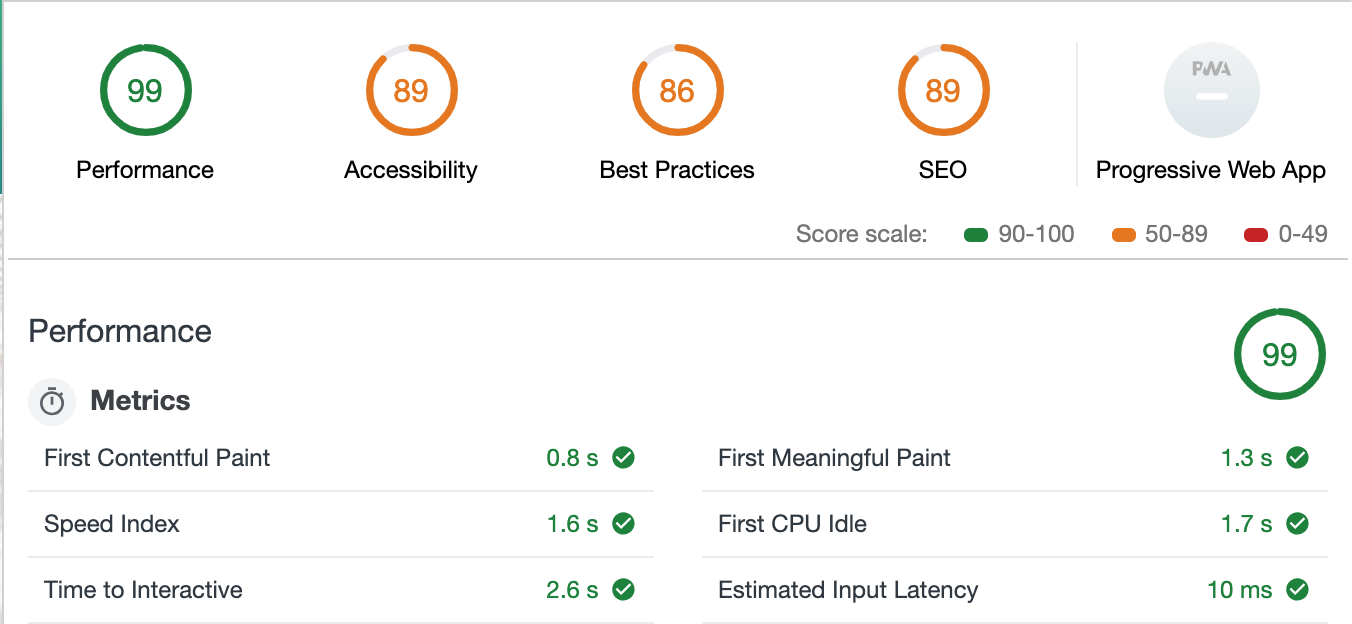 99 89 86 89 PWA
Performance Accessibility Best Practices SEO Progressive Web App
Score scale: 90-100 50-89 0-49
Performance 99
Metrics
First Contentful Paint 0.8 s First Meaningful Paint 1.3 s
Speed Index 1.6 s First CPU Idle 1.7 s
Time to Interactive 2.6 s Estimated Input Latency 10 ms